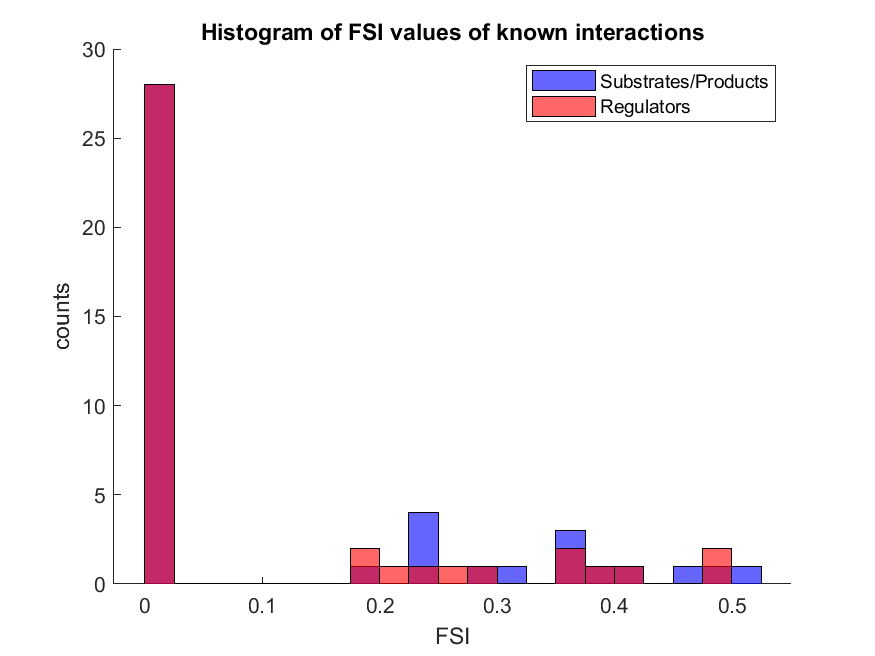 Histogram of FSI values of known interactions
30
25
20
15
10
5
0
counts
Substrates/Products
Regulators
0 0.1 0.2 0.3 0.4 0.5
FSI